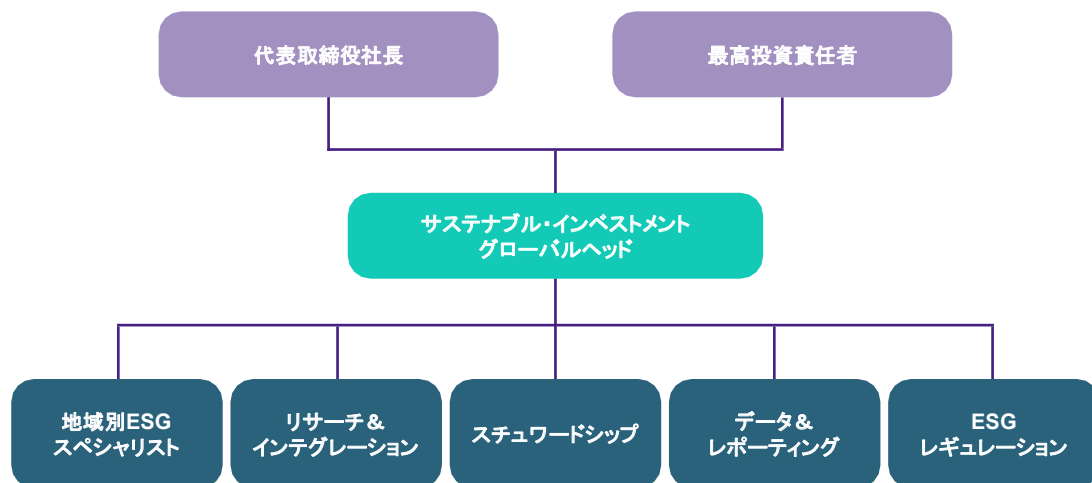 代表取締役社長
最高投資責任者
サステナブル・インベストメント
グローバルヘッド
地域別ESG
スペシャリスト
リサーチ&
インテグレーション
スチュワードシップ
データ&
レポーティング
ESG
レギュレーション